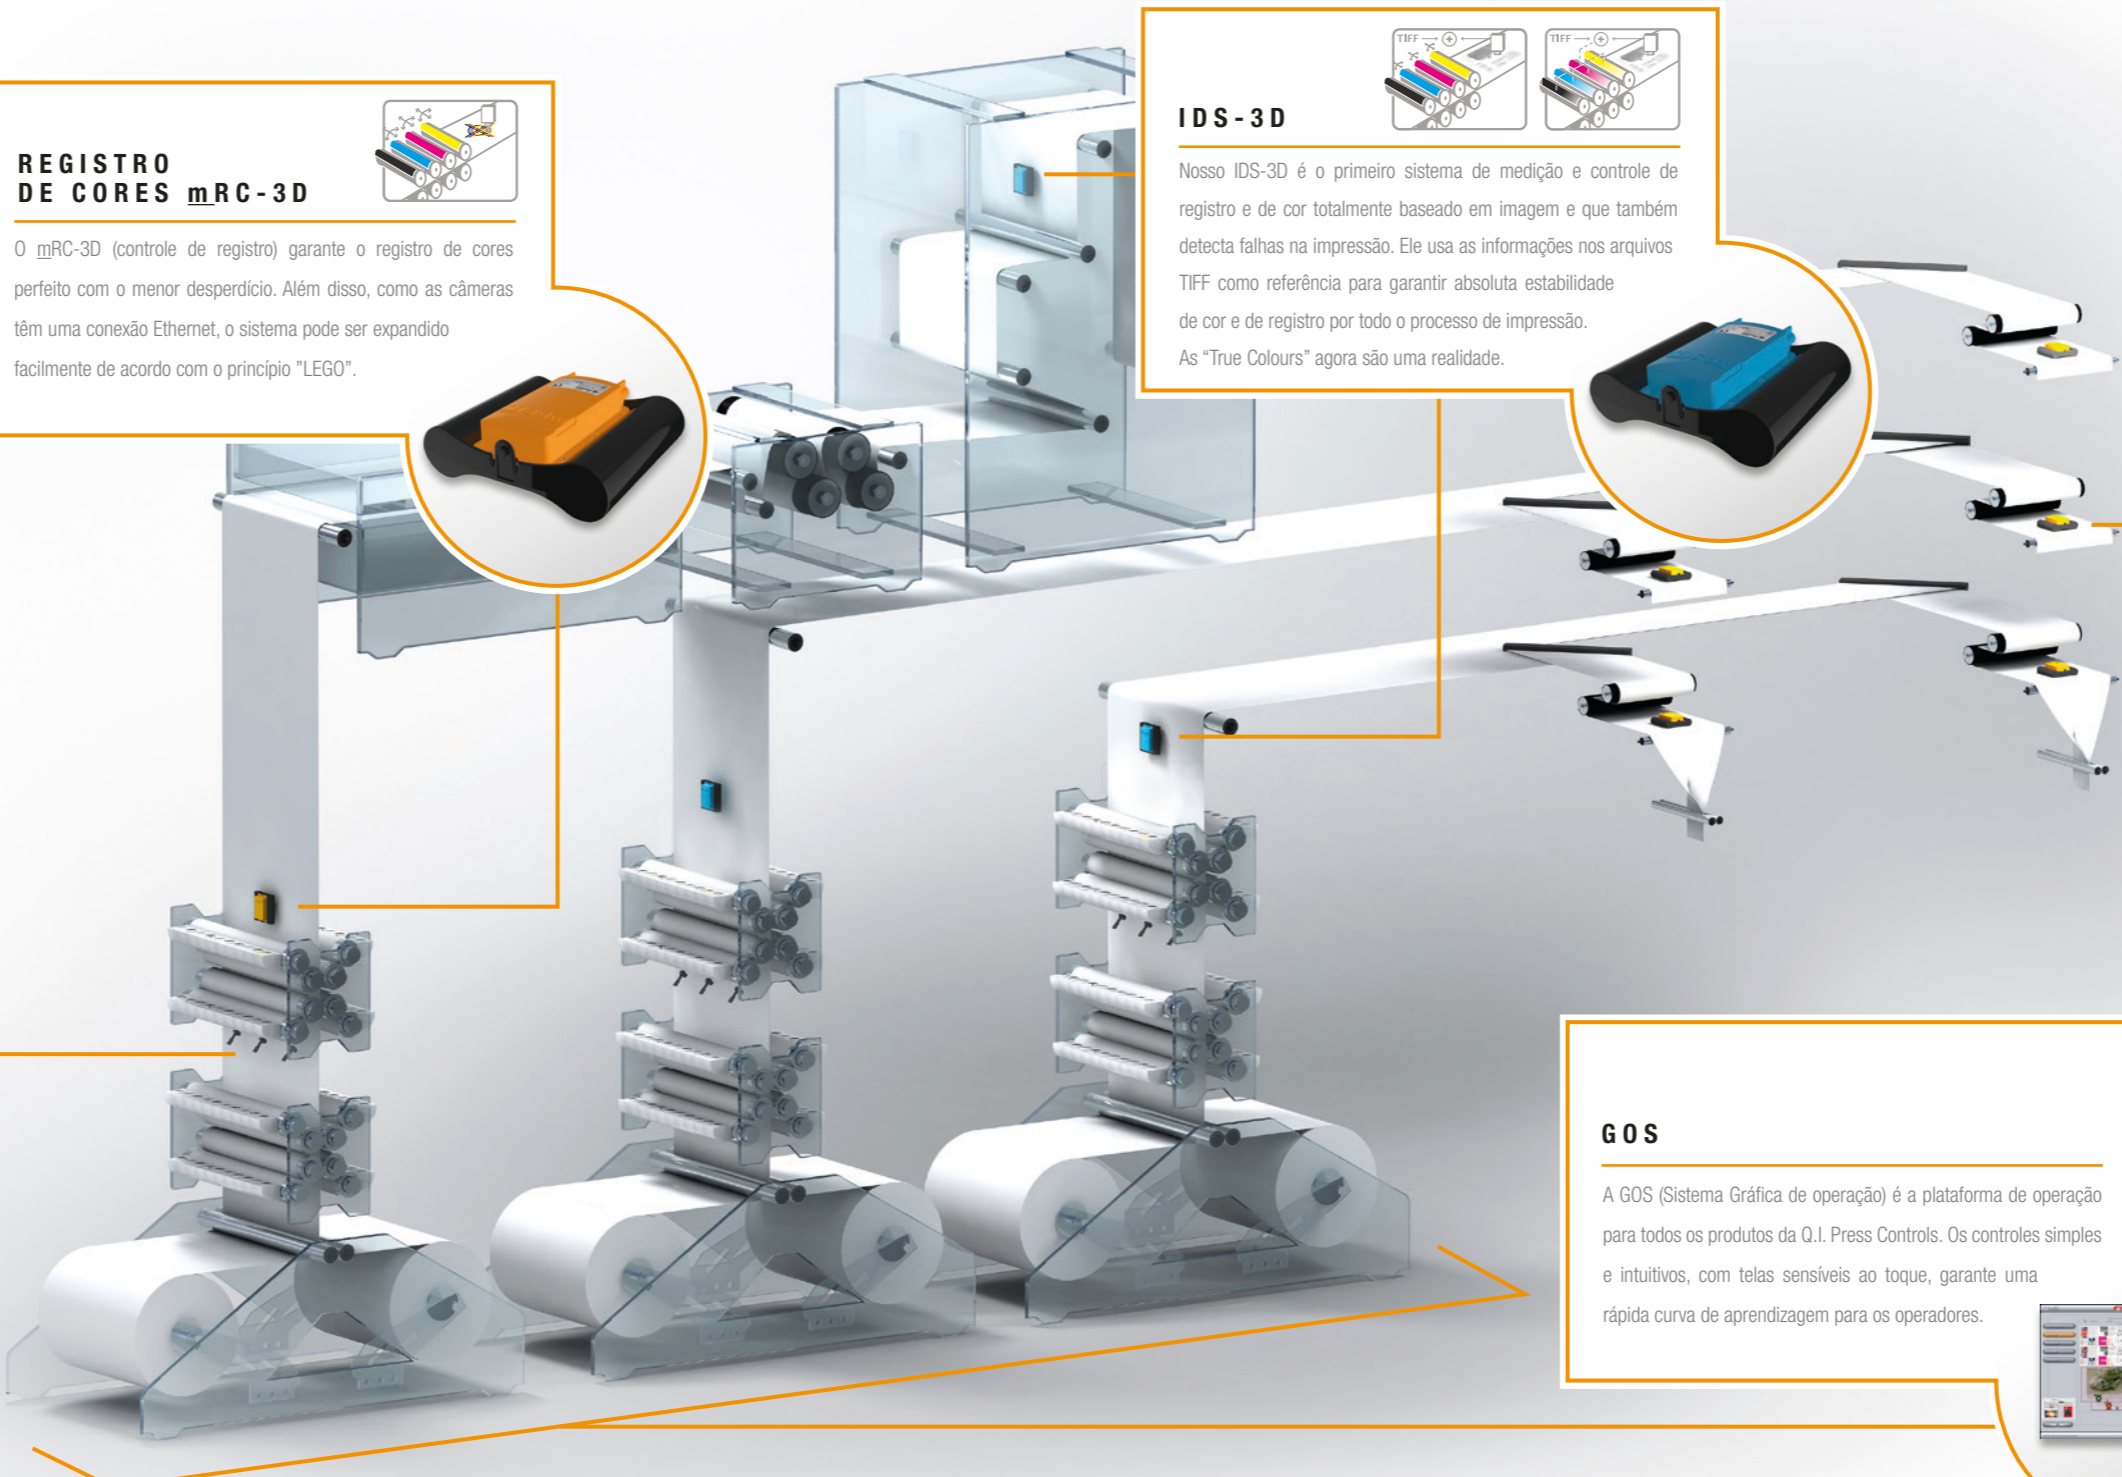 REGISTRO
DE CORES mRC-3D
O mRC-3D (controle de registro) garante o registro de cores
perfeito com o menor desperdício. Além disso, como as câmeras
têm uma conexão Ethernet, o sistema pode ser expandido
facilmente de acordo com o princípio ”LEGO”.
TIFF
TIFF
IDS-3D
Nosso IDS-3D é o primeiro sistema de medição e controle de
registro e de cor totalmente baseado em imagem e que também
detecta falhas na impressão. Ele usa as informações nos arquivos
TIFF como referência para garantir absoluta estabilidade
de cor e de registro por todo o processo de impressão.
As “True Colours” agora são uma realidade.
GOS
A GOS (Sistema Gráfica de operação) é a plataforma de operação
para todos os produtos da Q.I. Press Controls. Os controles simples
e intuitivos, com telas sensíveis ao toque, garante uma
rápida curva de aprendizagem para os operadores.